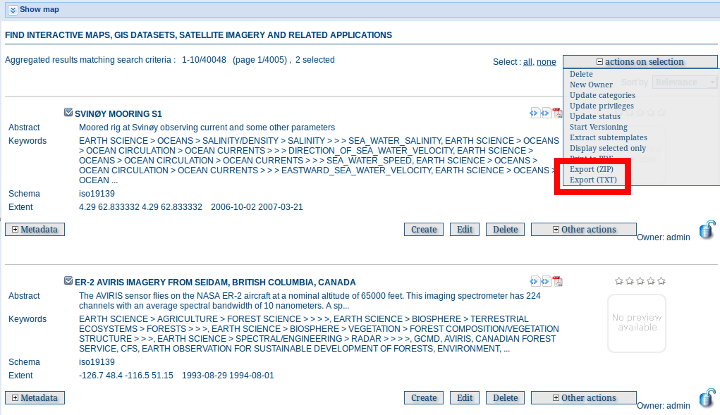 Show map
FIND INTERACTIVE MAPS, GIS DATASETS, SATELLITE IMAGERY AND RELATED APPLICATIONS
Aggregated results matching search criteria : 1-10/40048 (page 1/4005) , 2 selected
Select : all, none
actions on selection
Sort by Relevance
Delete
New Owner
Update categories
Update privileges
Update status
Start Versioning
Extract subtemplates
Display selected only
Print to PDF
Export (ZIP)
Export (TXT)
SVINØY MOORING S1
Abstract Moored rig at Svinøy observing current and some other parameters
Keywords EARTH SCIENCE > OCEANS > SALINITY/DENSITY > SALINITY > > > SEA_WATER_SALINITY, EARTH SCIENCE > OCEANS
> OCEAN CIRCULATION > OCEAN CURRENTS > > > DIRECTION_OF_SEA_WATER_VELOCITY, EARTH SCIENCE >
OCEANS > OCEAN CIRCULATION > OCEAN CURRENTS > > > SEA_WATER_SPEED, EARTH SCIENCE > OCEANS >
OCEAN CIRCULATION > OCEAN CURRENTS > > > EASTWARD_SEA_WATER_VELOCITY, EARTH SCIENCE > OCEANS >
OCEAN ...
Schema iso19139
Extent 4.29 62.833332 4.29 62.833332 2006-10-02 2007-03-21
Metadata Create Edit Delete Other actions
Owner: admin
ER-2 AVIRIS IMAGERY FROM SEIDAM, BRITISH COLUMBIA, CANADA
Abstract The AVIRIS sensor flies on the NASA ER-2 aircraft at a nominal altitude of 65000 feet. This imaging spectrometer has 224
channels with an average spectral bandwidth of 10 nanometers. A sp...
Keywords EARTH SCIENCE > AGRICULTURE > FOREST SCIENCE > > > >, EARTH SCIENCE > BIOSPHERE > TERRESTRIAL
ECOSYSTEMS > FORESTS > > >, EARTH SCIENCE > BIOSPHERE > VEGETATION > FOREST COMPOSITION/VEGETATION
STRUCTURE > > >, EARTH SCIENCE > SPECTRAL/ENGINEERING > RADAR > > > >, GCMD, AVIRIS, CANADIAN FOREST
SERVICE, CFS, EARTH OBSERVATION FOR SUSTAINABLE DEVELOPMENT OF FORESTS, ENVIRONMENT, ...
No preview
available
Schema iso19139
Extent -126.7 48.4 -116.5 51.15 1993-08-29 1994-08-01
Metadata Create Edit Delete Other actions
Owner: admin